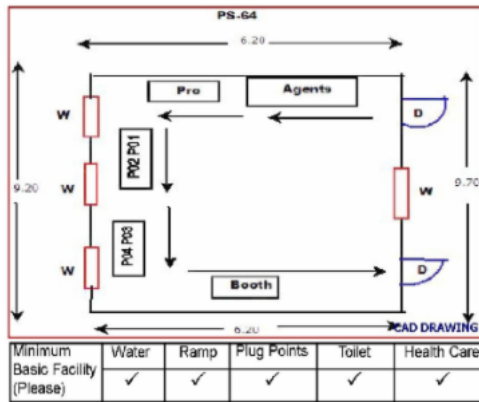 PS-64
6.20
Pro
Agents
W
D
P02 P01
9.20
W
W
9.70
P04 P03
W
D
Booth
6.20
CAD DRAWING
Minimum Basic Facility (Please)
Water
Ramp
Plug Points
Toilet
Health Care
✓ ✓ ✓ ✓ ✓